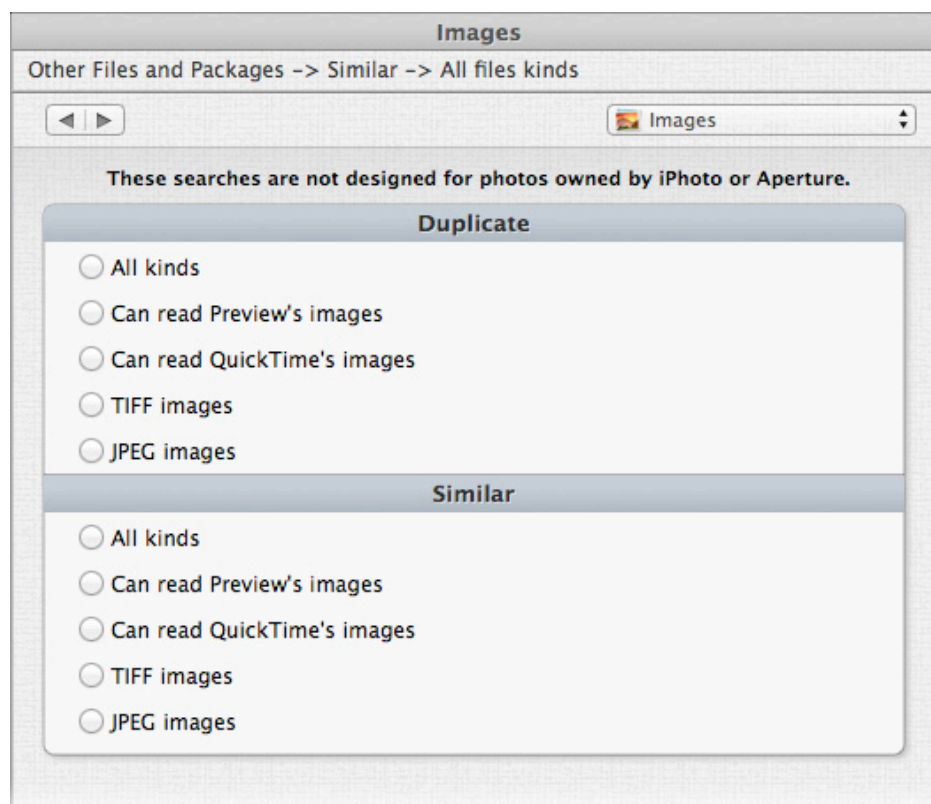 Images
Other Files and Packages -> Similar -> All files kinds
Images
These searches are not designed for photos owned by iPhoto or Aperture.
Duplicate
All kinds
Can read Preview's images
Can read QuickTime's images
TIFF images
JPEG images
Similar
All kinds
Can read Preview's images
Can read QuickTime's images
TIFF images
JPEG images